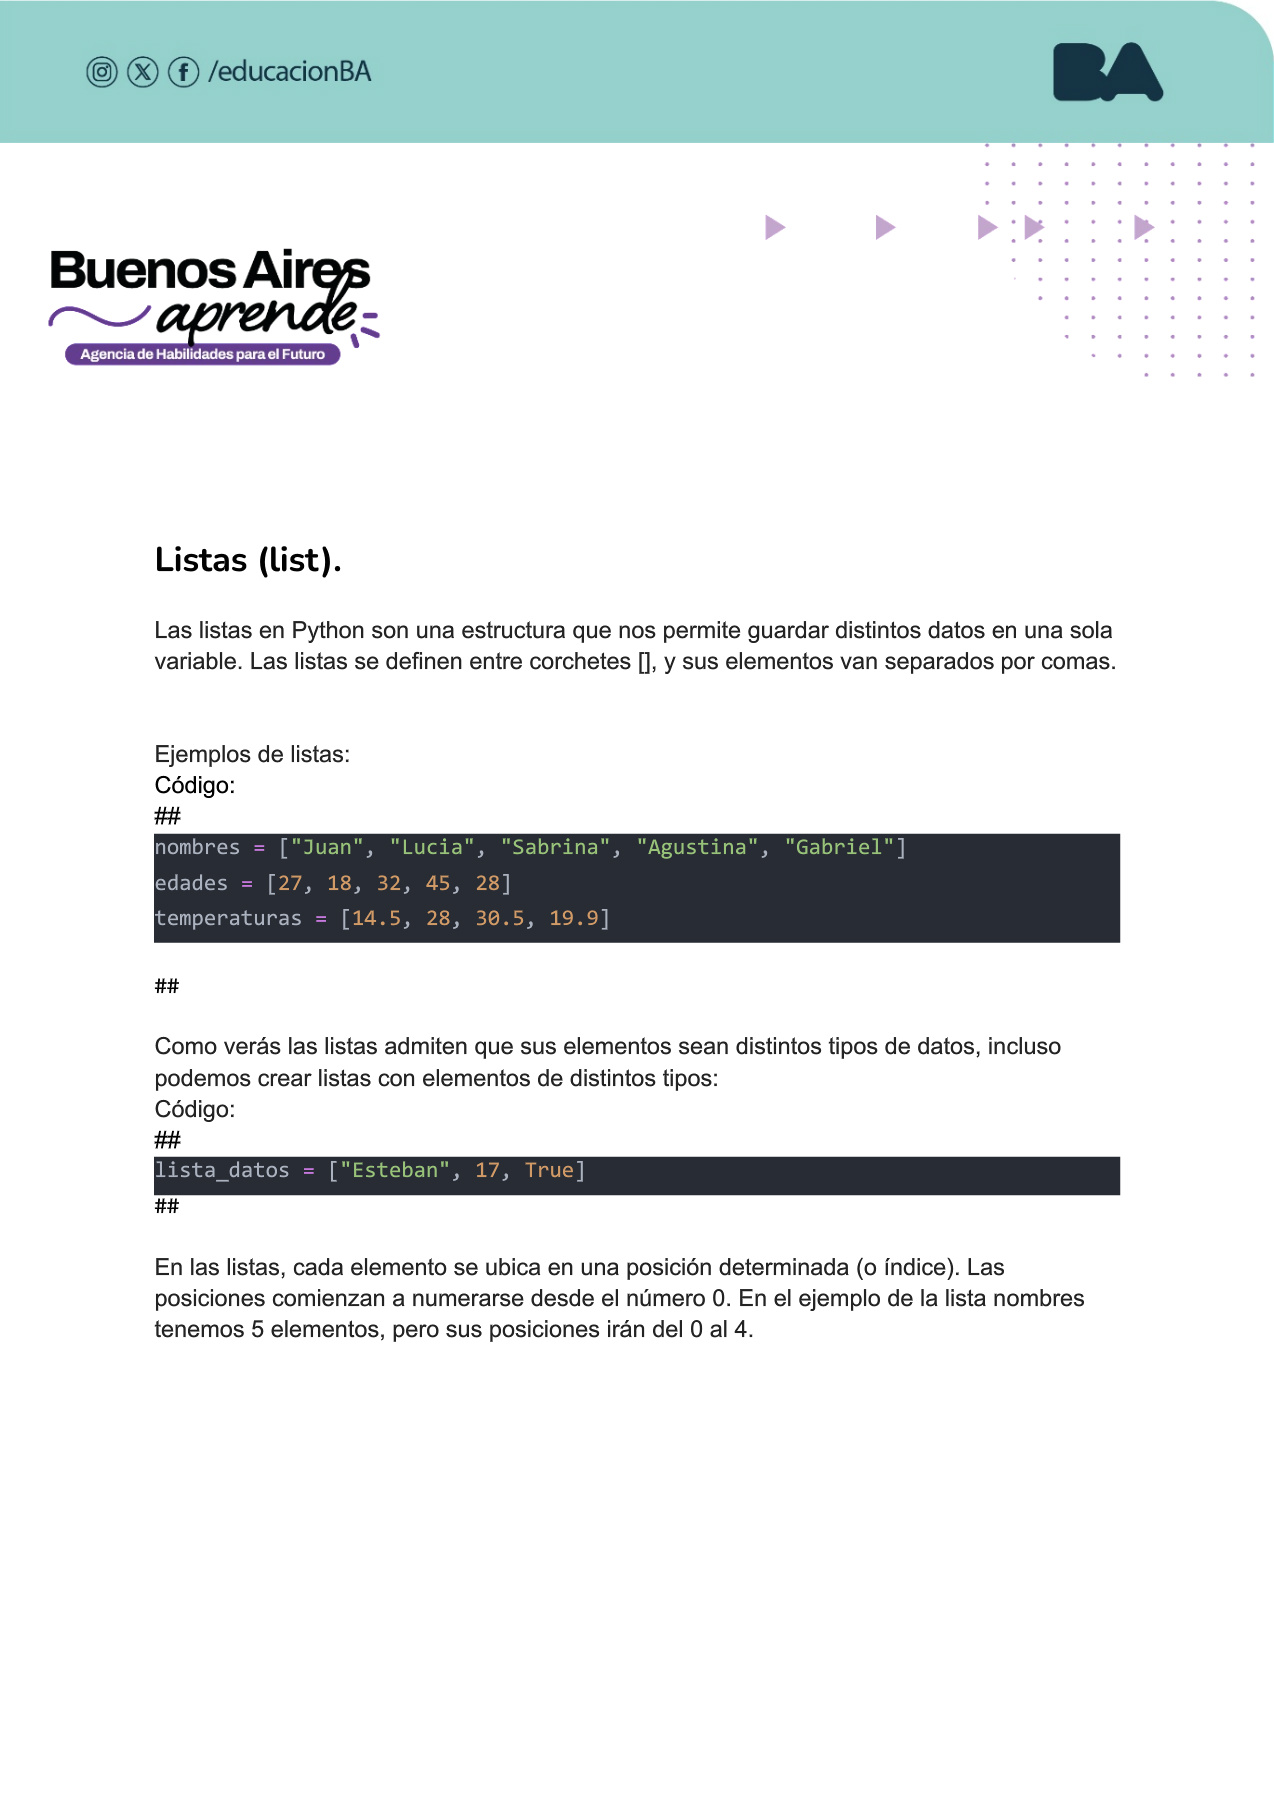 /educacionBA
BA
Buenos Aires
aprende
Agencia de Habilidades para el Futuro
Listas (list).
Las listas en Python son una estructura que nos permite guardar distintos datos en una sola
variable. Las listas se definen entre corchetes [], y sus elementos van separados por comas.
Ejemplos de listas:
Código:
##
nombres = ["Juan", "Lucia", "Sabrina", "Agustina", "Gabriel"]
edades = [27, 18, 32, 45, 28]
temperaturas = [14.5, 28, 30.5, 19.9]
##
Como verás las listas admiten que sus elementos sean distintos tipos de datos, incluso
podemos crear listas con elementos de distintos tipos:
Código:
##
lista_datos = ["Esteban", 17, True]
##
En las listas, cada elemento se ubica en una posición determinada (o índice). Las
posiciones comienzan a numerarse desde el número 0. En el ejemplo de la lista nombres
tenemos 5 elementos, pero sus posiciones irán del 0 al 4.